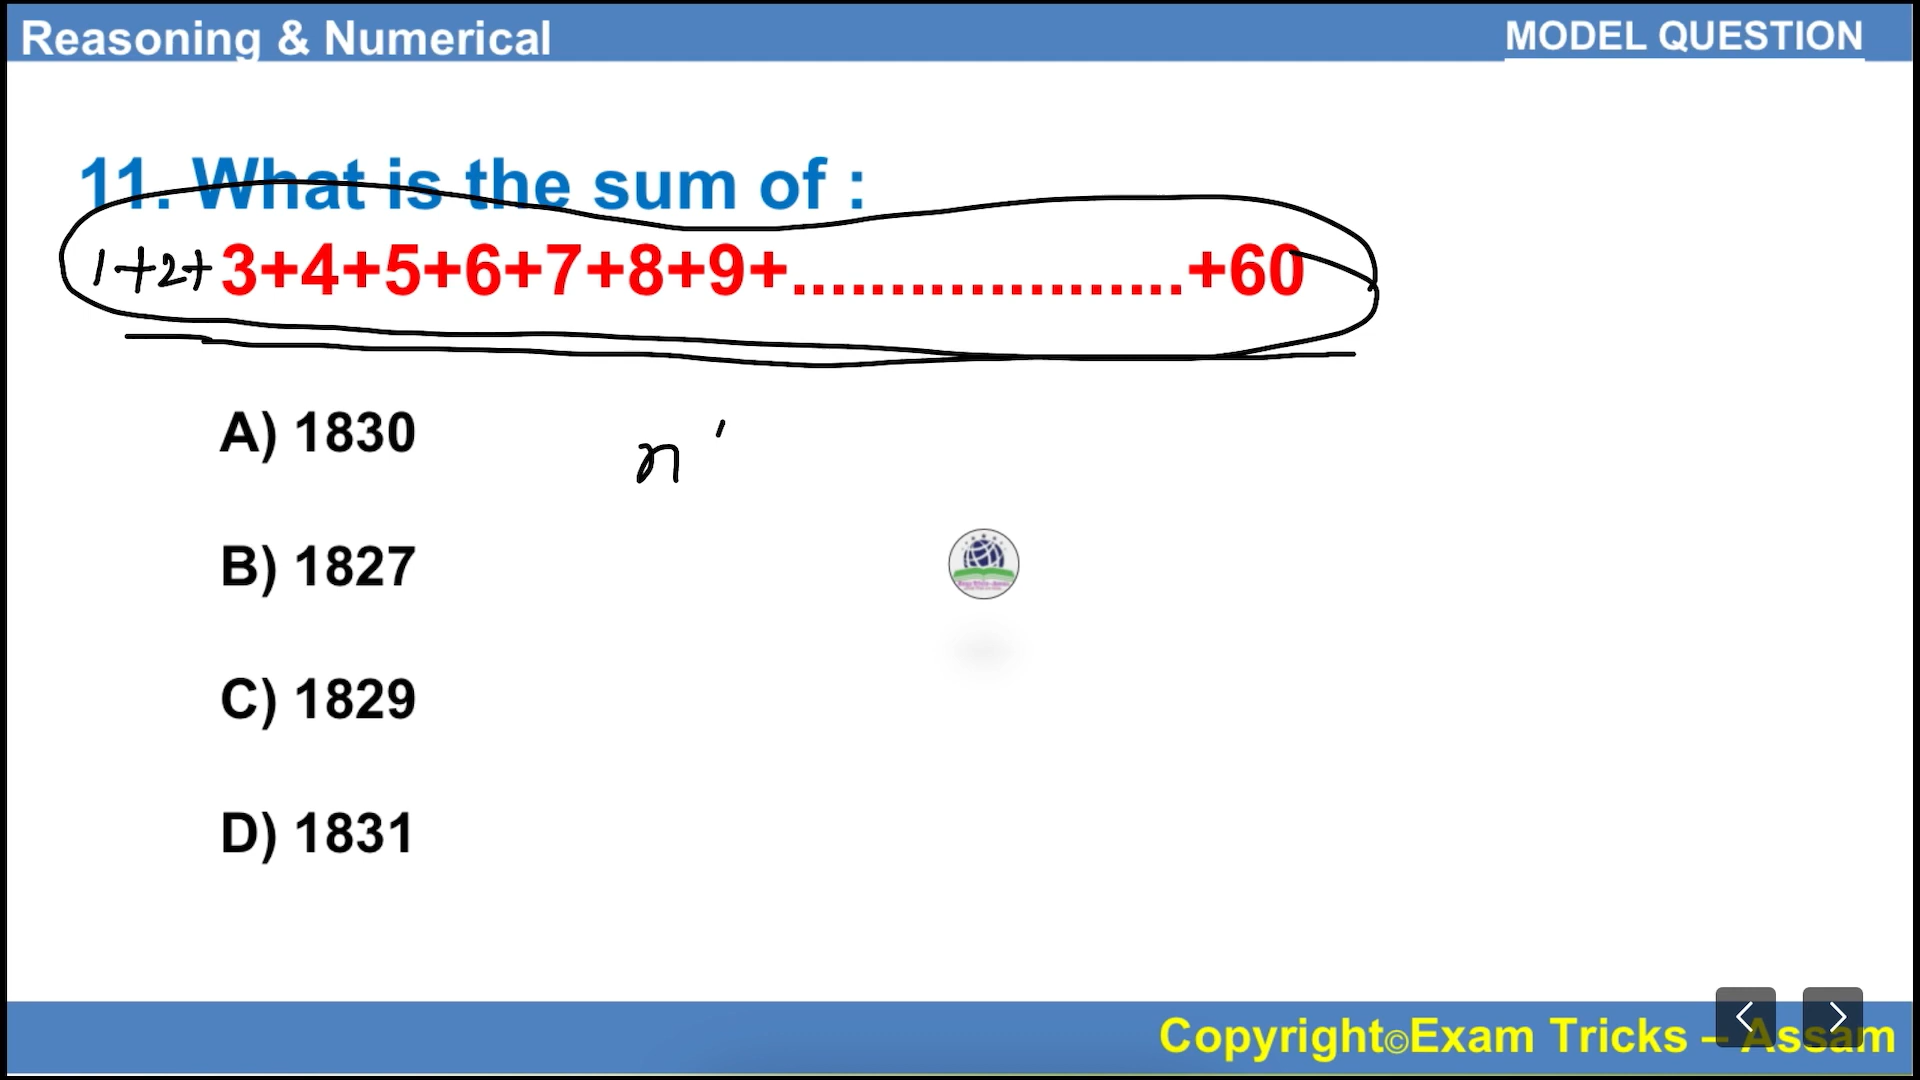 Reasoning & Numerical
MODEL QUESTION
11. What is the sum of :
1+2+3+4+5+6+7+8+9+....................+60
A) 1830
n '
B) 1827
C) 1829
D) 1831
Copyright©Exam Tricks – Assam